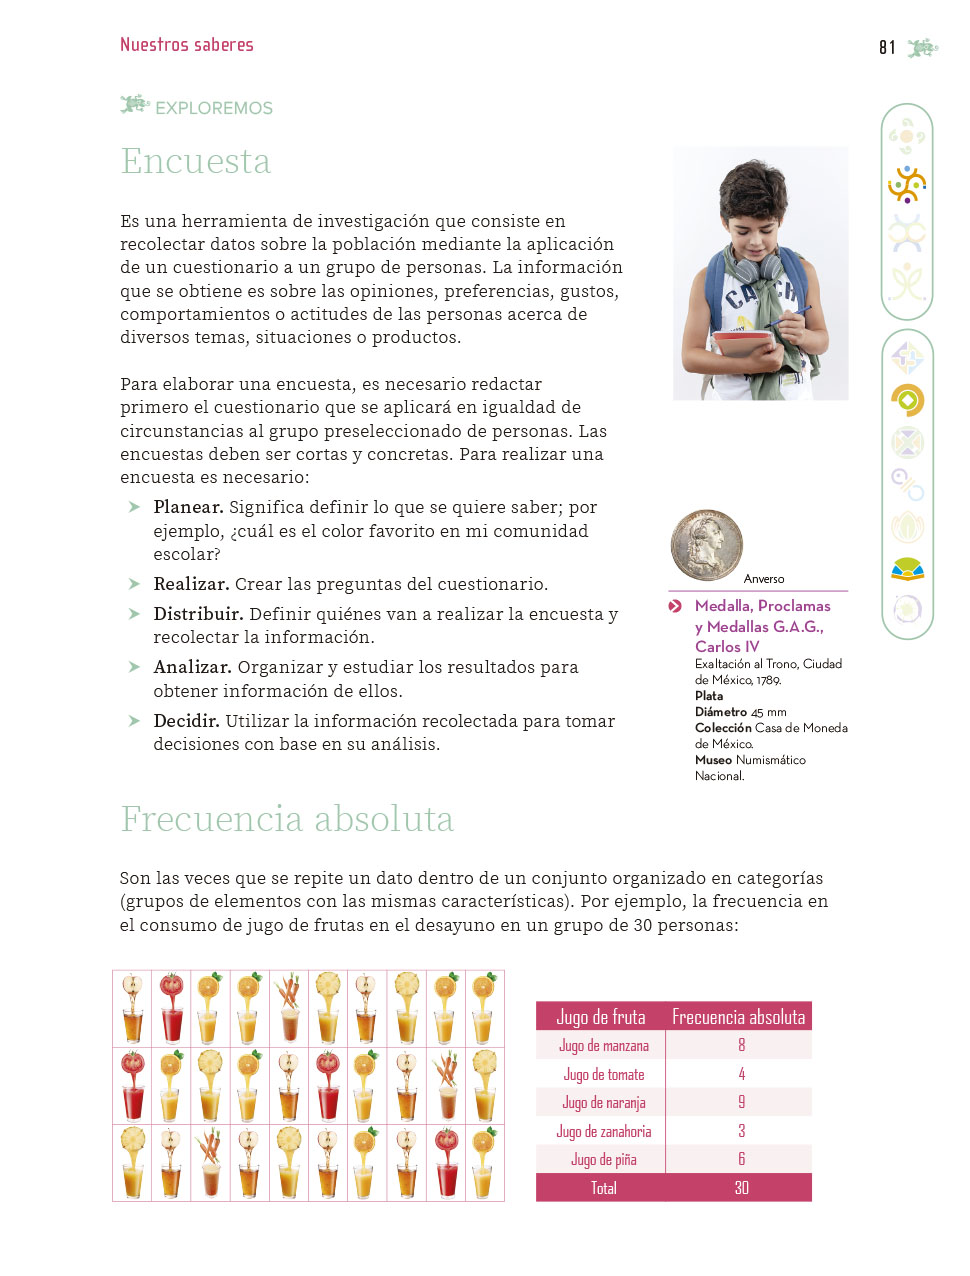 Nuestros saberes
81
EXPLOREMOS
Encuesta
Es una herramienta de investigación que consiste en
recolectar datos sobre la población mediante la aplicación
de un cuestionario a un grupo de personas. La información
que se obtiene es sobre las opiniones, preferencias, gustos,
comportamientos o actitudes de las personas acerca de
diversos temas, situaciones o productos.
Para elaborar una encuesta, es necesario redactar
primero el cuestionario que se aplicará en igualdad de
circunstancias al grupo preseleccionado de personas. Las
encuestas deben ser cortas y concretas. Para realizar una
encuesta es necesario:
Planear. Significa definir lo que se quiere saber; por
ejemplo, ¿cuál es el color favorito en mi comunidad
escolar?
Realizar. Crear las preguntas del cuestionario.
Distribuir. Definir quiénes van a realizar la encuesta y
recolectar la información.
Analizar. Organizar y estudiar los resultados para
obtener información de ellos.
Decidir. Utilizar la información recolectada para tomar
decisiones con base en su análisis.
Anverso
Medalla, Proclamas
y Medallas G.A.G.,
Carlos IV
Exaltación al Trono, Ciudad
de México, 1789.
Plata
Diámetro 45 mm
Colección Casa de Moneda
de México.
Museo Numismático
Nacional.
Frecuencia absoluta
Son las veces que se repite un dato dentro de un conjunto organizado en categorías
(grupos de elementos con las mismas características). Por ejemplo, la frecuencia en
el consumo de jugo de frutas en el desayuno en un grupo de 30 personas:
Jugo de fruta Frecuencia absoluta
Jugo de manzana 8
Jugo de tomate 4
Jugo de naranja 9
Jugo de zanahoria 3
Jugo de piña 6
Total 30